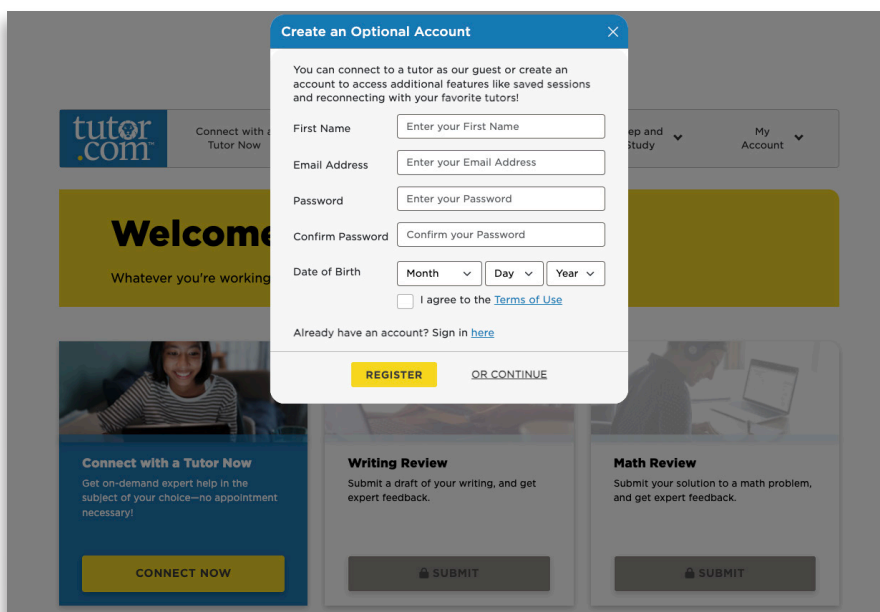 Create an Optional Account
You can connect to a tutor as our guest or create an
account to access additional features like saved sessions
and reconnecting with your favorite tutors!
First Name
Enter your First Name
Email Address
Enter your Email Address
Password
Enter your Password
Confirm Password
Confirm your Password
Date of Birth
Month
Day
Year
I agree to the Terms of Use
Already have an account? Sign in here
REGISTER
OR CONTINUE
tutor
.com
Connect with a
Tutor Now
ep and
Study
My
Account
Welcome
Whatever you're working
Connect with a Tutor Now
Get on-demand expert help in the
subject of your choice—no appointment
necessary!
CONNECT NOW
Writing Review
Submit a draft of your writing, and get
expert feedback.
SUBMIT
Math Review
Submit your solution to a math problem,
and get expert feedback.
SUBMIT